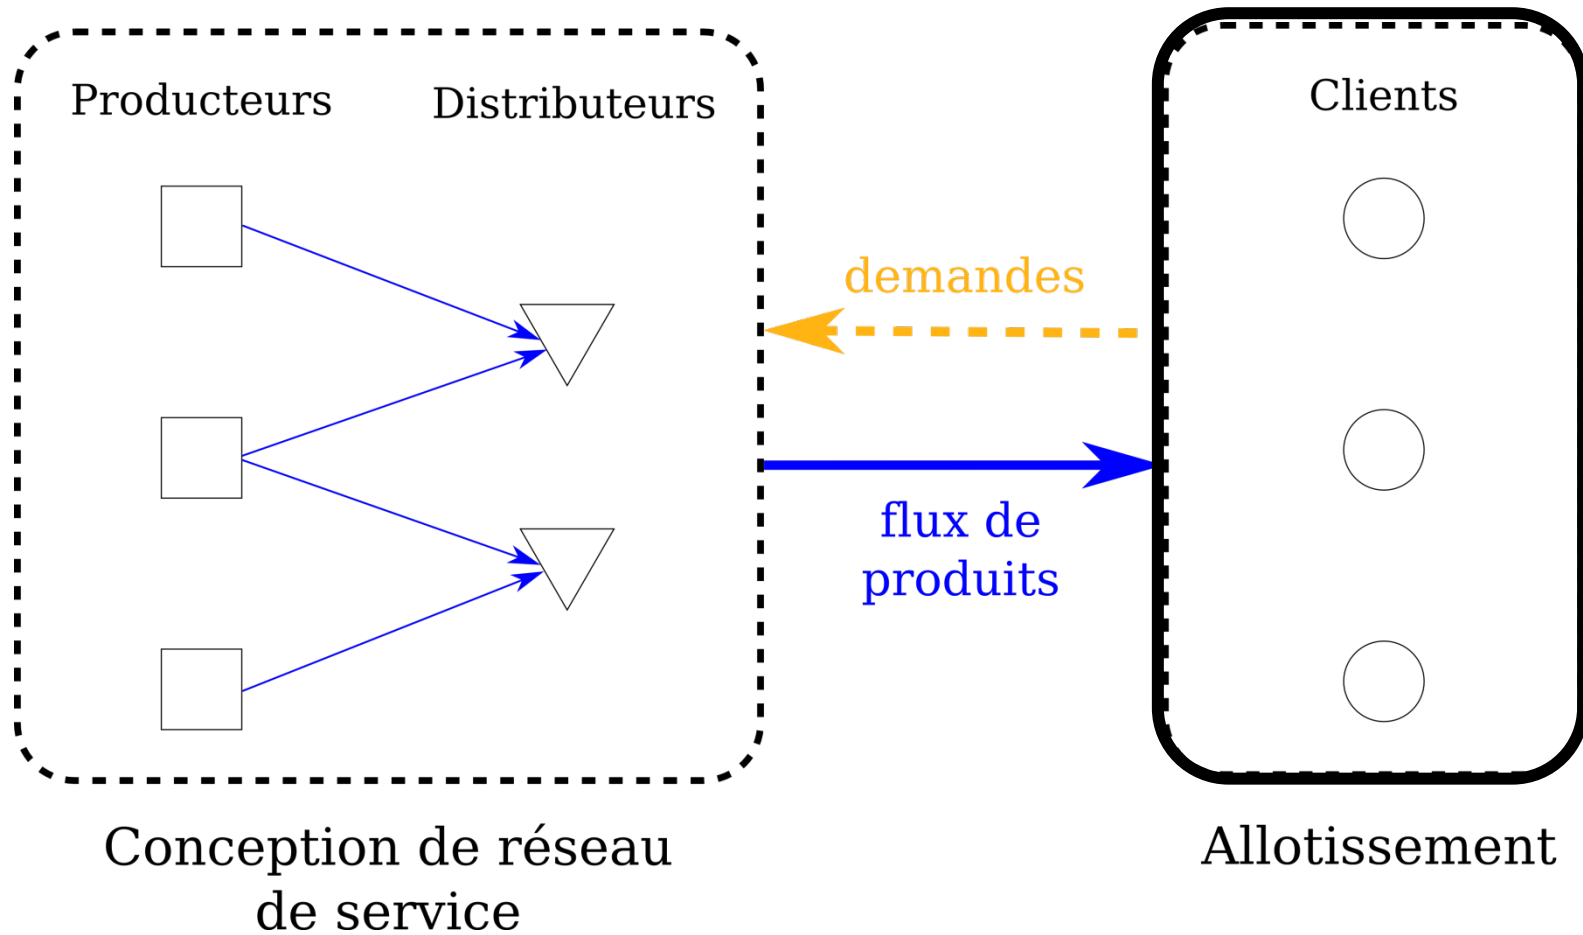 Producteurs
Distributeurs
Clients
demandes
flux de
produits
Conception de réseau
de service
Allotissement